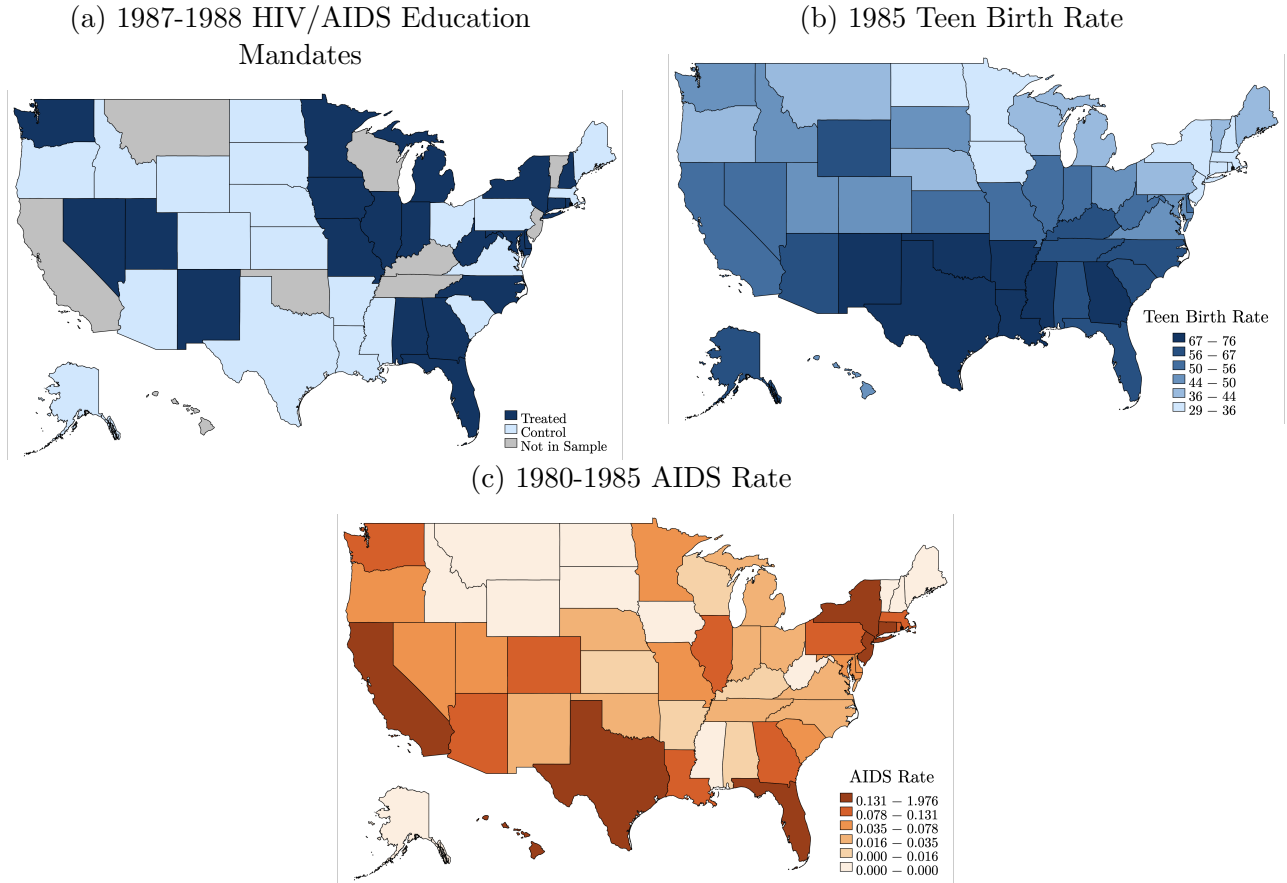 (a) 1987-1988 HIV/AIDS Education
Mandates
Treated
Control
Not in Sample
(b) 1985 Teen Birth Rate
Teen Birth Rate
67 − 76
56 − 67
50 − 56
44 − 50
36 − 44
29 − 36
(c) 1980-1985 AIDS Rate
AIDS Rate
0.131 − 1.976
0.078 − 0.131
0.035 − 0.078
0.016 − 0.035
0.000 − 0.016
0.000 − 0.000